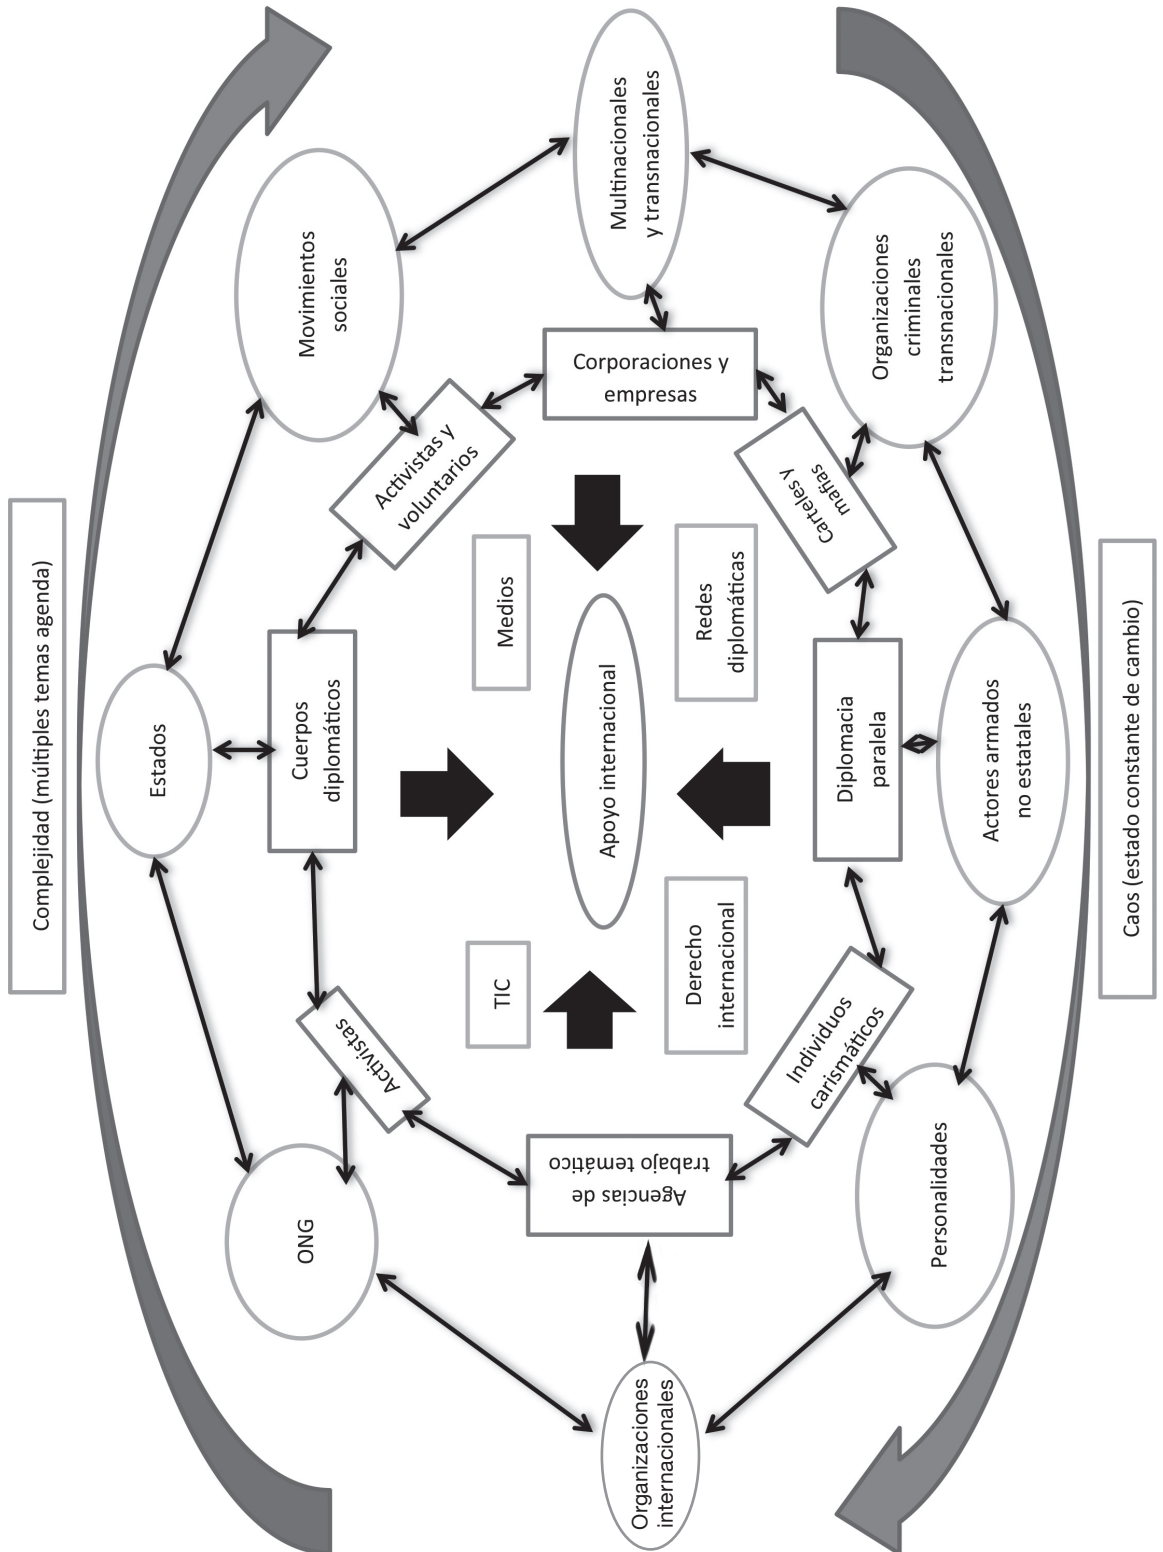 Complejidad (múltiples temas agenda)
Estados
ONG
Movimientos
sociales
Cuerpos
diplomáticos
Activistas
Activistas y
voluntarios
TIC
Medios
Organizaciones
internacionales
Agencias de
trabajo temático
Apoyo internacional
Corporaciones y
empresas
Multinacionales
y transnacionales
Derecho
internacional
Redes
diplomáticas
Individuos
carismáticos
Diplomacia
paralela
Carteles y
mafias
Personalidades
Actores armados
no estatales
Organizaciones
criminales
transnacionales
Caos (estado constante de cambio)